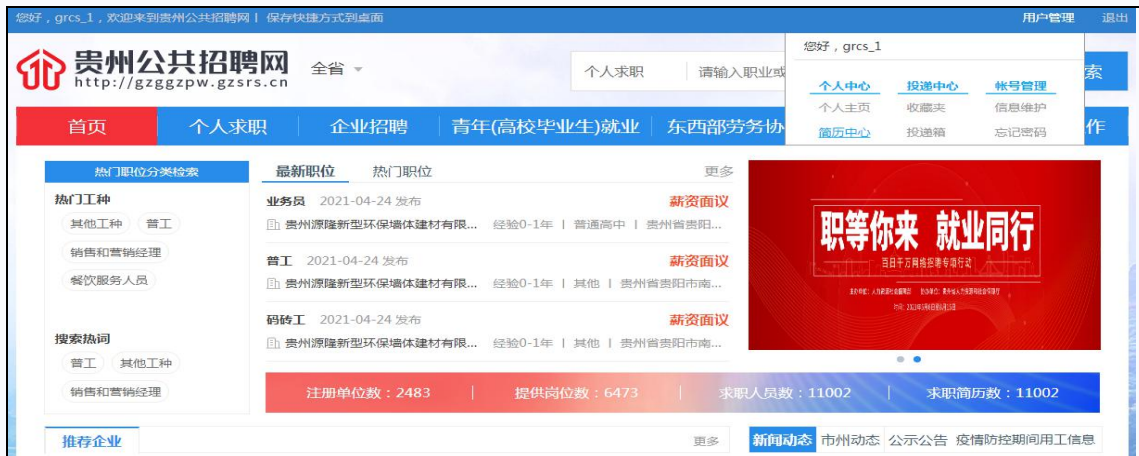 您好，grcs_1，欢迎来到贵州公共招聘网 | 保存快捷方式到桌面
用户管理 退出
贵州公共招聘网
http://gzggzpw.gzsrs.cn
全省
个人求职 请输入职业或
索
您好，grcs_1
个人中心 投递中心 帐号管理
个人主页 收藏夹 信息维护
简历中心 投递箱 忘记密码
首页 个人求职 企业招聘 青年(高校毕业生)就业 东西部劳务协 作
热门职位分类检索
热门工种
其他工种 普工
销售和营销经理
餐饮服务人员
搜索热词
普工 其他工种
销售和营销经理
最新职位 热门职位 更多
业务员 2021-04-24 发布 薪资面议
贵州源隆新型环保墙体建材有限... 经验0-1年 | 普通高中 | 贵州省贵阳...
普工 2021-04-24 发布 薪资面议
贵州源隆新型环保墙体建材有限... 经验0-1年 | 其他 | 贵州省贵阳市南...
码砖工 2021-04-24 发布 薪资面议
贵州源隆新型环保墙体建材有限... 经验0-1年 | 其他 | 贵州省贵阳市南...
职等你来 就业同行
百日千万网络招聘专项行动
注册单位数：2483 | 提供岗位数：6473 | 求职人员数：11002 | 求职简历数：11002
推荐企业 更多
新闻动态 市州动态 公示公告 疫情防控期间用工信息